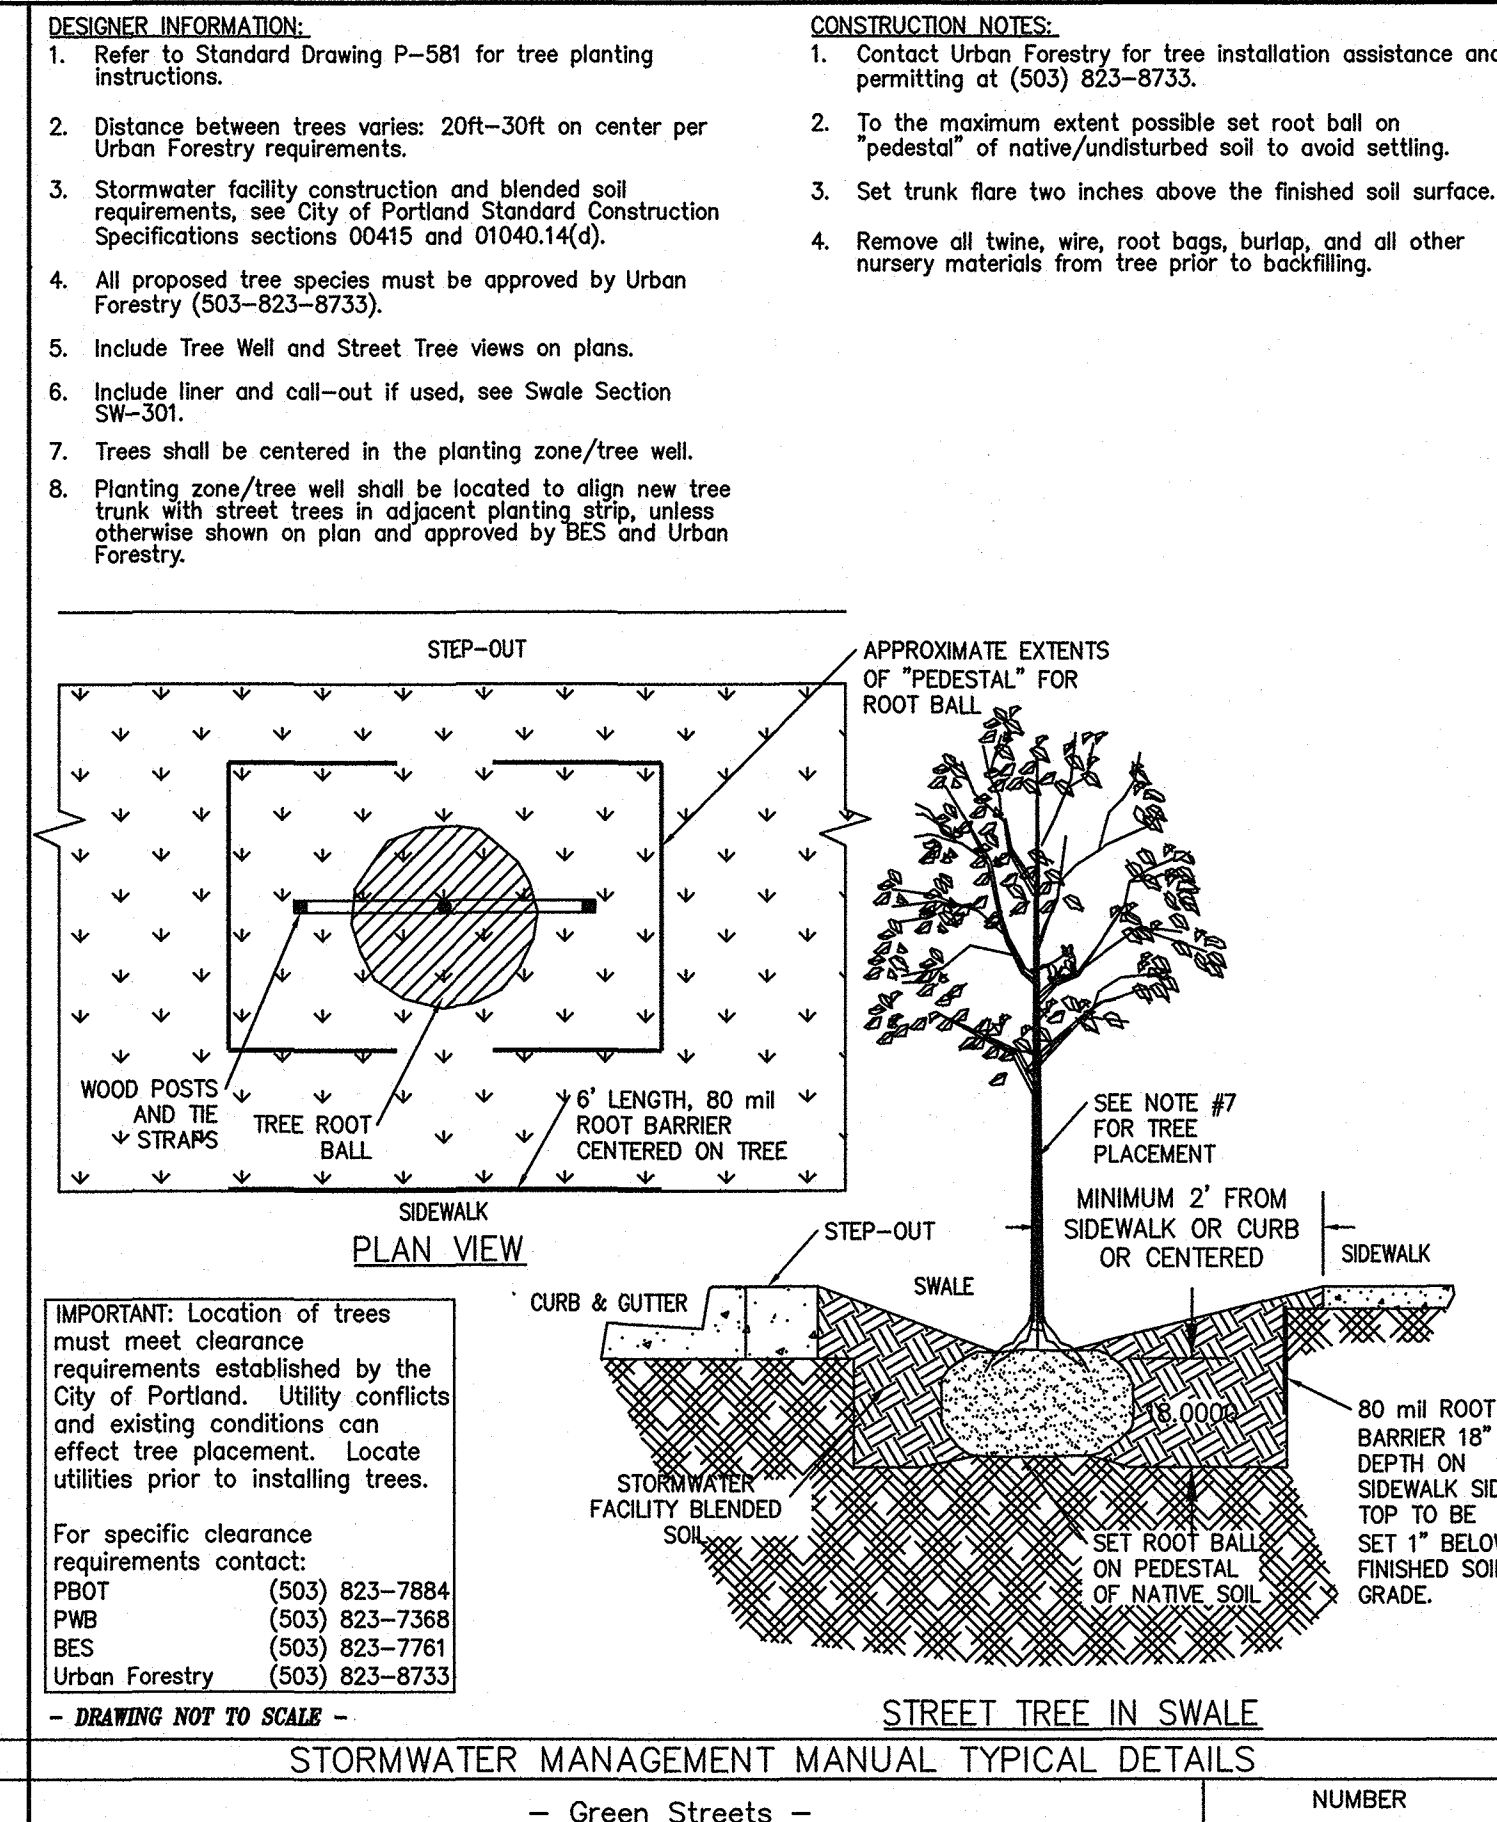 DESIGNER INFORMATION:
1. Refer to Standard Drawing P-581 for tree planting
instructions.
2. Distance between trees varies: 20ft-30ft on center per
Urban Forestry requirements.
3. Stormwater facility construction and blended soil
requirements, see City of Portland Standard Construction
Specifications sections 00415 and 01040.14(d).
4. All proposed tree species must be approved by Urban
Forestry (503-823-8733).
5. Include Tree Well and Street Tree views on plans.
6. Include liner and call-out if used, see Swale Section
SW-301.
7. Trees shall be centered in the planting zone/tree well.
8. Planting zone/tree well shall be located to align new tree
trunk with street trees in adjacent planting strip, unless
otherwise shown on plan and approved by BES and Urban
Forestry.
CONSTRUCTION NOTES:
1. Contact Urban Forestry for tree installation assistance and
permitting at (503) 823-8733.
2. To the maximum extent possible set root ball on
"pedestal" of native/undisturbed soil to avoid settling.
3. Set trunk flare two inches above the finished soil surface.
4. Remove all twine, wire, root bags, burlap, and all other
nursery materials from tree prior to backfilling.
STEP-OUT
APPROXIMATE EXTENTS
OF "PEDESTAL" FOR
ROOT BALL
WOOD POSTS
AND TIE
STRAPS
TREE ROOT
BALL
6' LENGTH, 80 mil
ROOT BARRIER
CENTERED ON TREE
SIDEWALK
PLAN VIEW
SEE NOTE #7
FOR TREE
PLACEMENT
MINIMUM 2' FROM
SIDEWALK OR CURB
OR CENTERED
STEP-OUT
SIDEWALK
SWALE
CURB & GUTTER
18.0000
STORMWATER
FACILITY BLENDED
SOIL
SET ROOT BALL
ON PEDESTAL
OF NATIVE SOIL
80 mil ROOT
BARRIER 18"
DEPTH ON
SIDEWALK SID
TOP TO BE
SET 1" BELOW
FINISHED SOIL
GRADE.
IMPORTANT: Location of trees
must meet clearance
requirements established by the
City of Portland. Utility conflicts
and existing conditions can
effect tree placement. Locate
utilities prior to installing trees.
For specific clearance
requirements contact:
PBOT (503) 823-7884
PWB (503) 823-7368
BES (503) 823-7761
Urban Forestry (503) 823-8733
- DRAWING NOT TO SCALE -
STREET TREE IN SWALE
STORMWATER MANAGEMENT MANUAL TYPICAL DETAILS
- Green Streets -
NUMBER